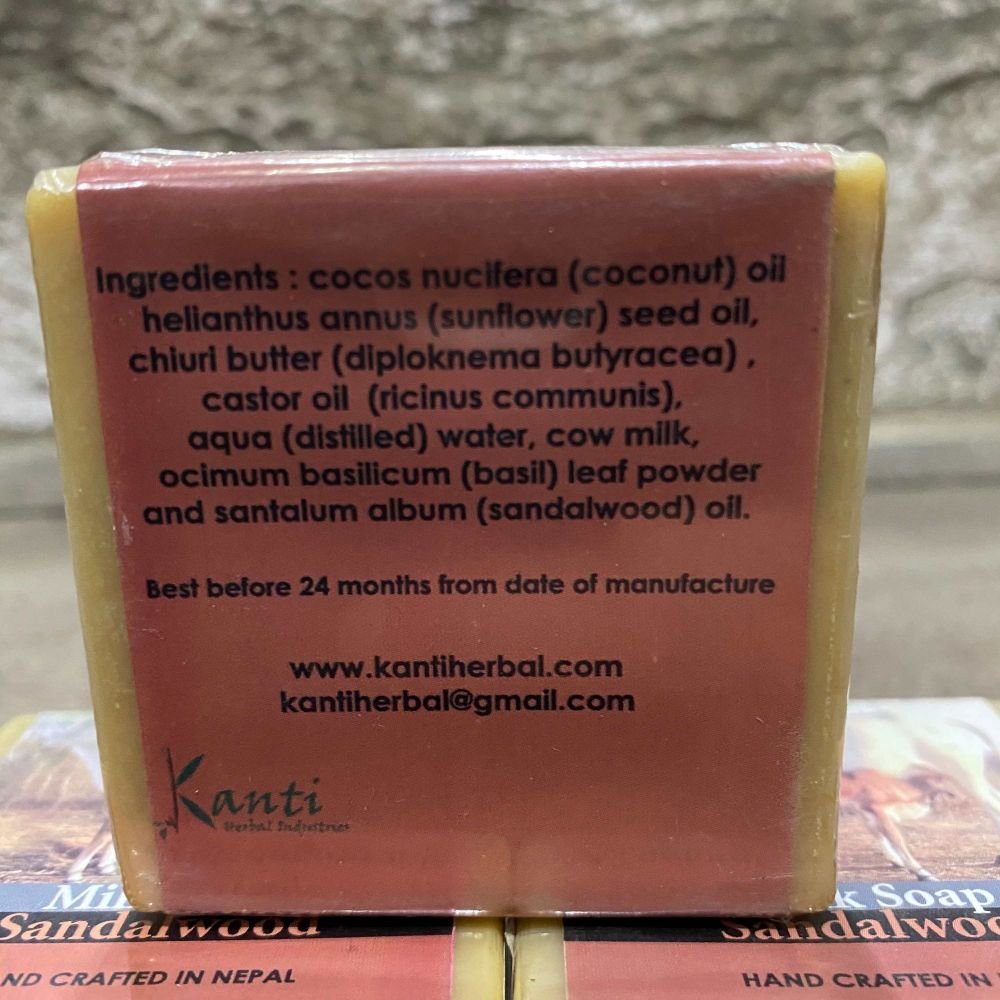 Ingredients : cocos nucifera (coconut) oil
helianthus annus (sunflower) seed oil,
chiuri butter (diploknema butyracea) ,
castor oil (ricinus communis),
aqua (distilled) water, cow milk,
ocimum basilicum (basil) leaf powder
and santalum album (sandalwood) oil.
Best before 24 months from date of manufacture
www.kantiherbal.com
kantiherbal@gmail.com
Kanti
Herbal Industries
Mil
Sandalwood
ND CRAFTED IN NEPAL
k Soap
Sandalwoo
HAND CRAFTED IN